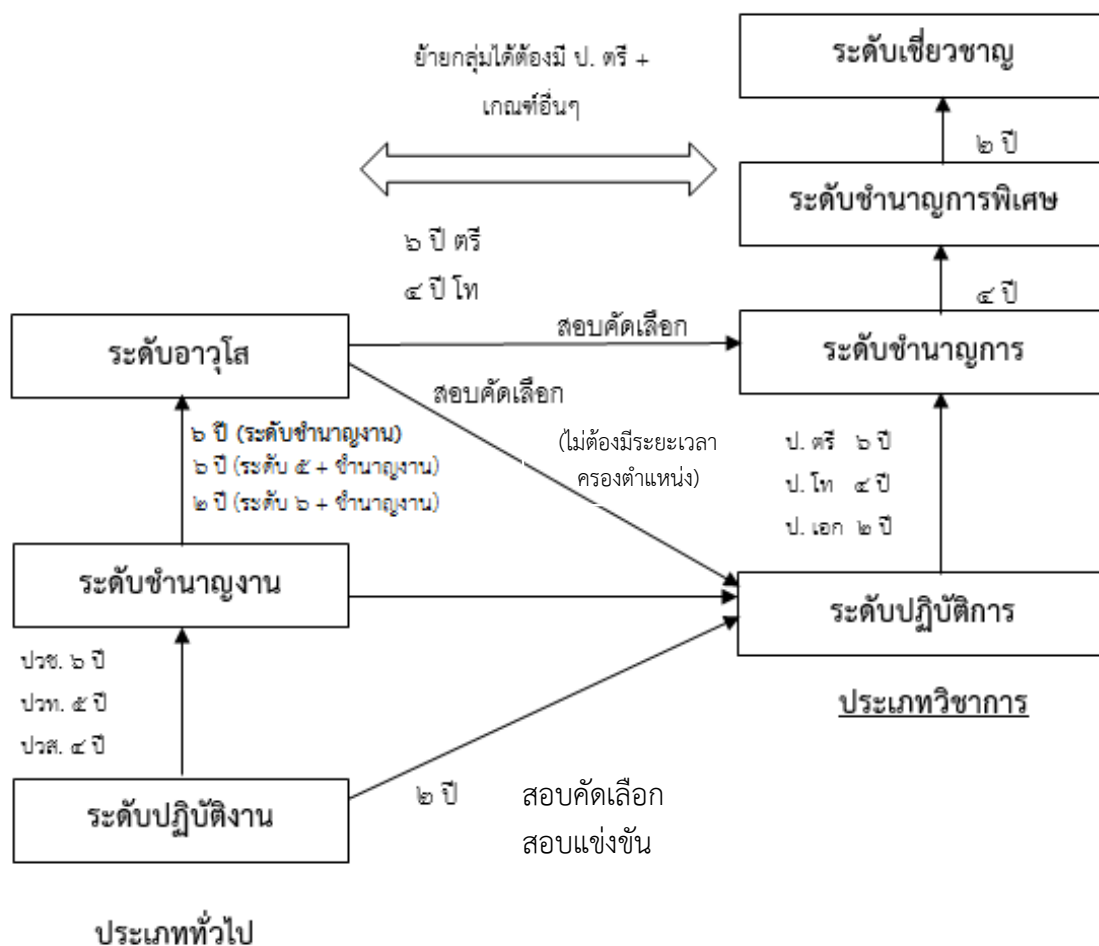 ระดับเชี่ยวชาญ
ย้ายกลุ่มได้ต้องมี ป. ตรี +
เกณฑ์อื่นๆ
๒ ปี
ระดับชำนาญการพิเศษ
๖ ปี ตรี
๔ ปี โท
๔ ปี
ระดับอาวุโส
สอบคัดเลือก
ระดับชำนาญการ
สอบคัดเลือก
(ไม่ต้องมีระยะเวลา
ครองตำแหน่ง)
๖ ปี (ระดับชำนาญงาน)
๖ ปี (ระดับ ๕ + ชำนาญงาน)
๒ ปี (ระดับ ๖ + ชำนาญงาน)
ป. ตรี ๖ ปี
ป. โท ๔ ปี
ป. เอก ๒ ปี
ระดับชำนาญงาน
ระดับปฏิบัติการ
ปวช. ๖ ปี
ปวท. ๕ ปี
ปวส. ๔ ปี
ประเภทวิชาการ
ระดับปฏิบัติงาน
๒ ปี สอบคัดเลือก
สอบแข่งขัน
ประเภททั่วไป